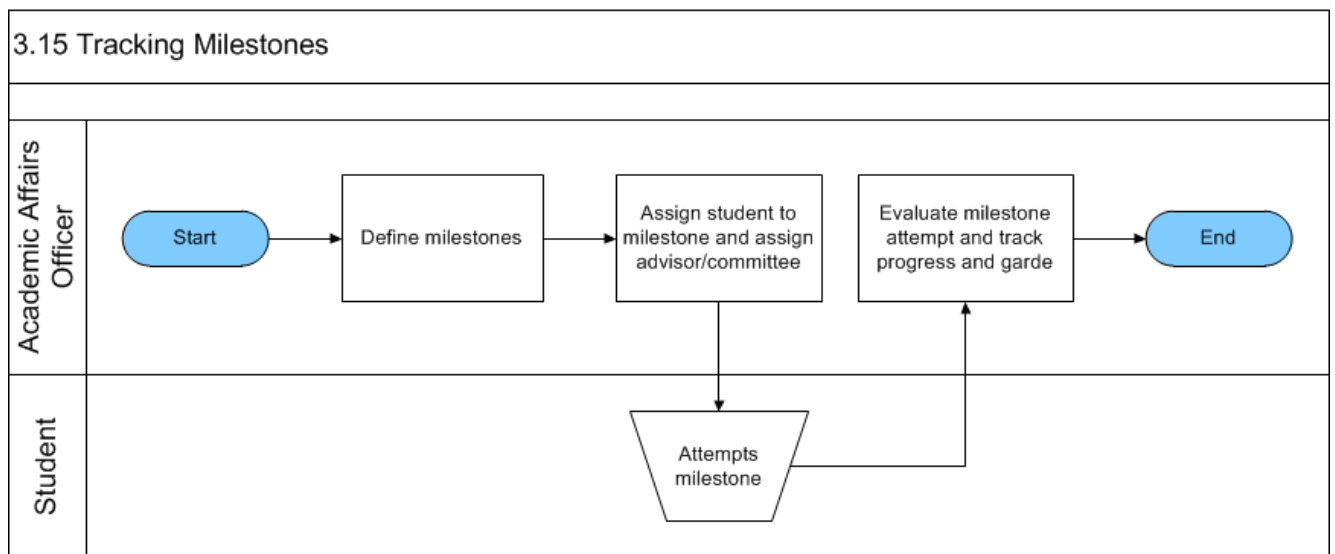 3.15 Tracking Milestones
Academic Affairs
Officer
Start
Define milestones
Assign student to
milestone and assign
advisor/committee
Evaluate milestone
attempt and track
progress and garde
End
Student
Attempts
milestone